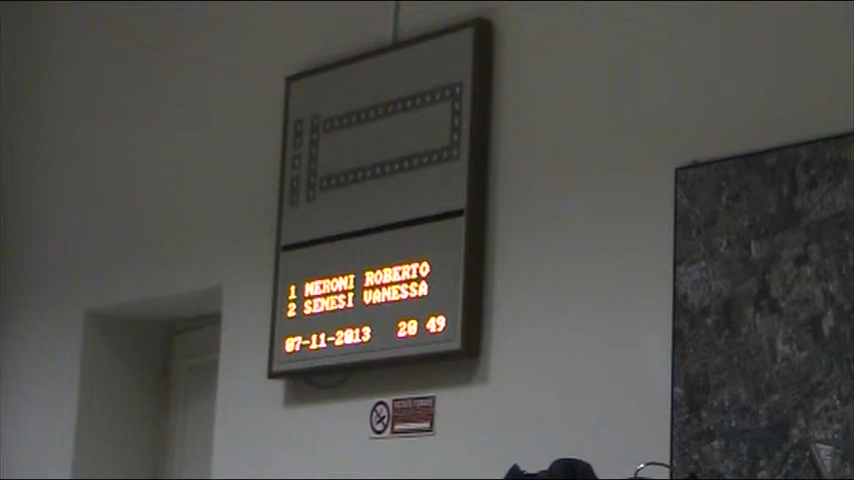 1 MERONI ROBERTO
2 SENESI VANESSA
07-11-2013 20 49